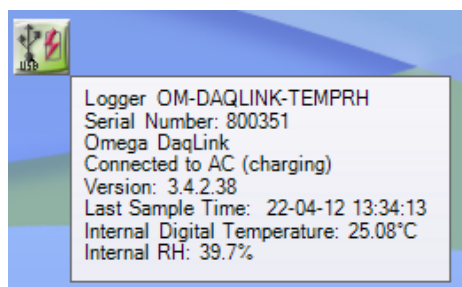 USB
Logger OM-DAQLINK-TEMPRH
Serial Number: 800351
Omega DaqLink
Connected to AC (charging)
Version: 3.4.2.38
Last Sample Time: 22-04-12 13:34:13
Internal Digital Temperature: 25.08°C
Internal RH: 39.7%